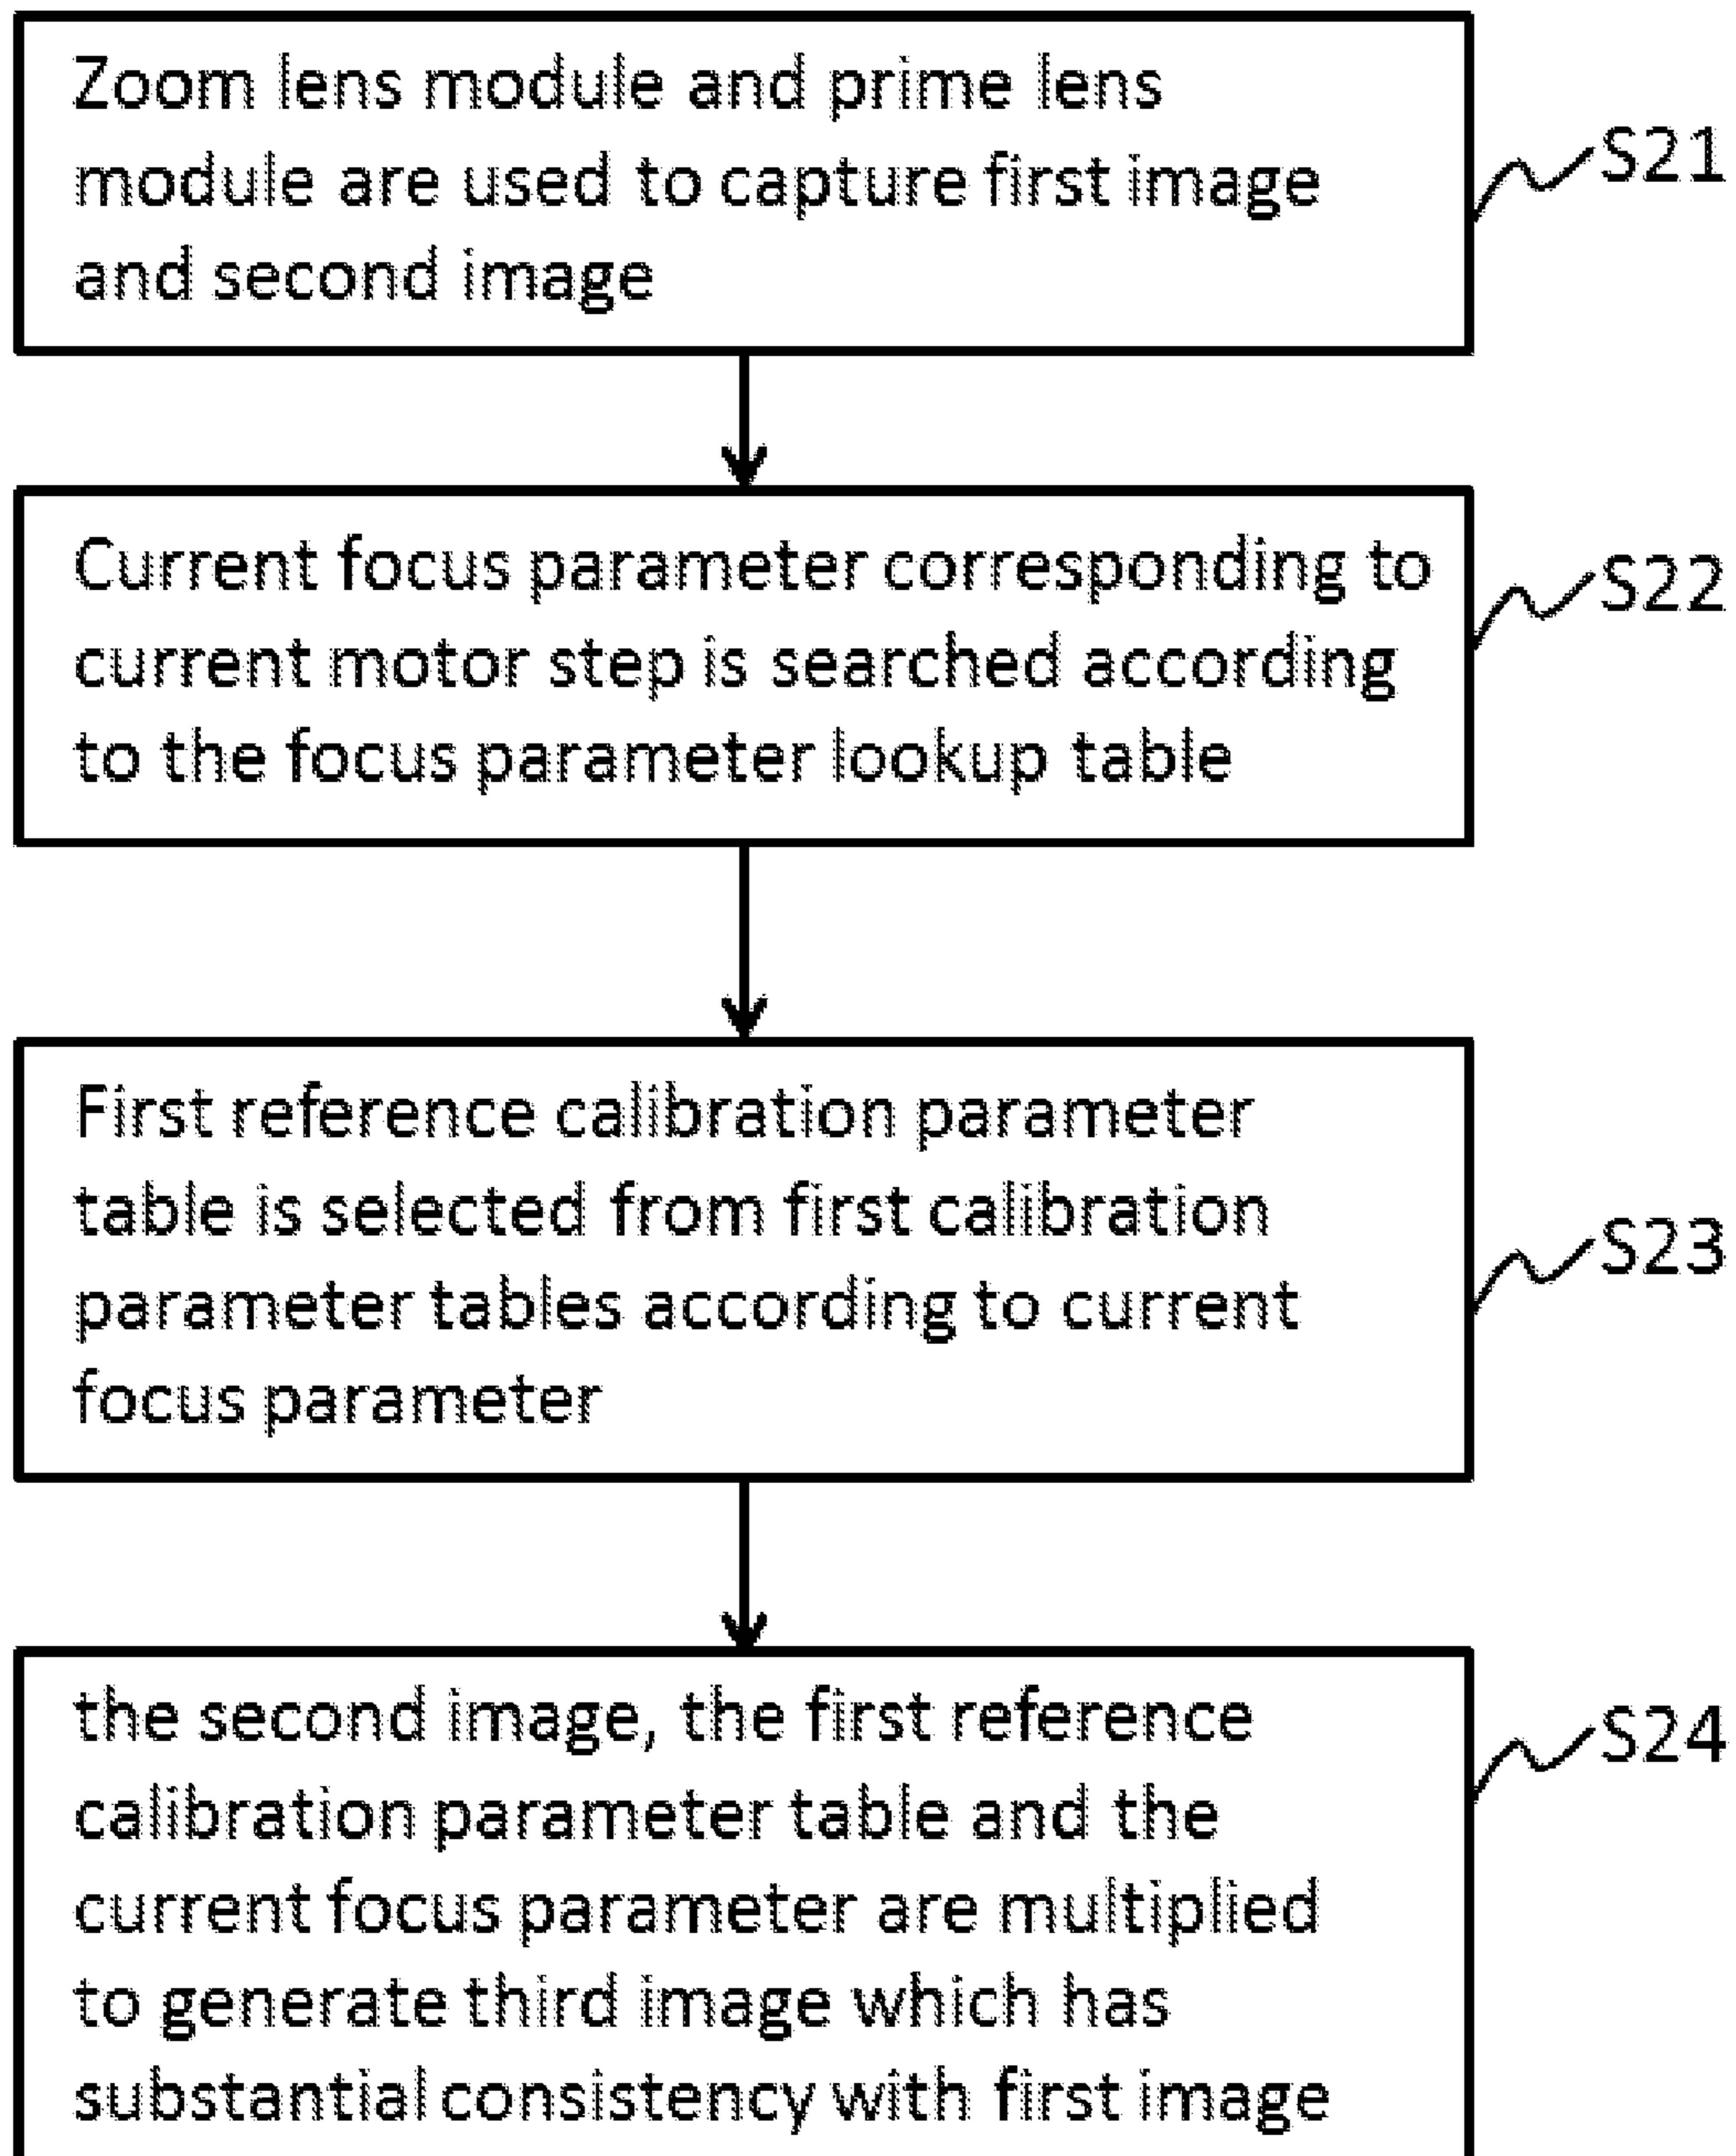 Zoom lens module and prime lens
module are used to capture first image
and second image
S21
Current focus parameter corresponding to
current motor step is searched according
to the focus parameter lookup table
S22
First reference calibration parameter
table is selected from first calibration
parameter tables according to current
focus parameter
S23
the second image, the first reference
calibration parameter table and the
current focus parameter are multiplied
to generate third image which has
substantial consistency with first image
S24